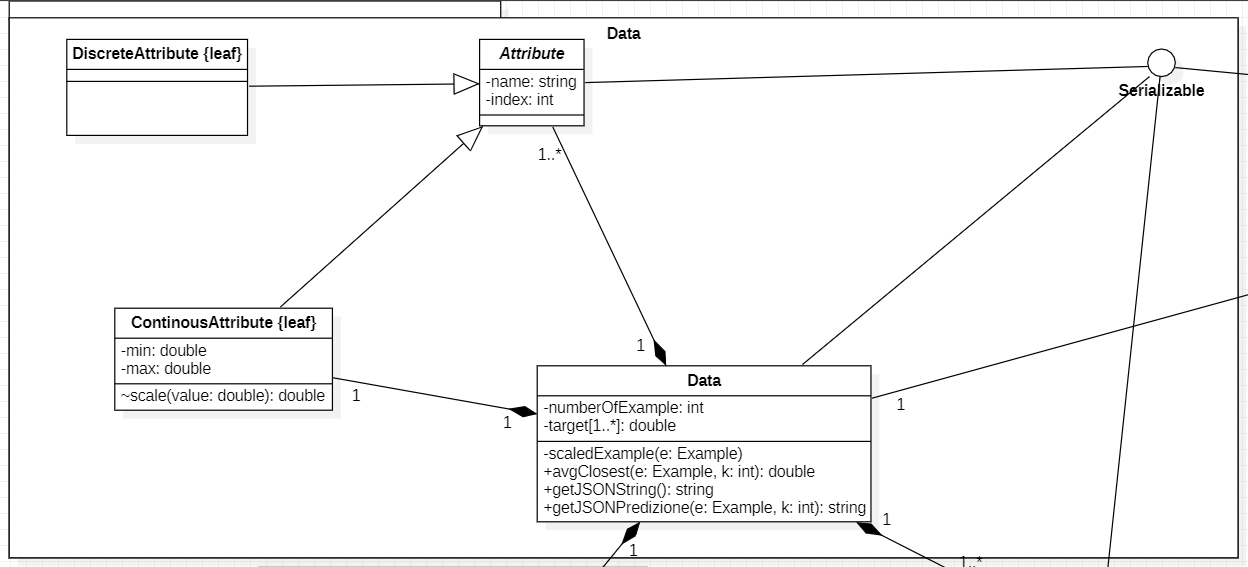 Data
DiscreteAttribute {leaf}
Attribute
-name: string
-index: int
Serializable
1..*
ContinousAttribute {leaf}
-min: double
-max: double
~scale(value: double): double
1
1
1
Data
-numberOfExample: int
-target[1..*]: double
-scaledExample(e: Example)
+avgClosest(e: Example, k: int): double
+getJSONString(): string
+getJSONPredizione(e: Example, k: int): string
1
1
1
1..*